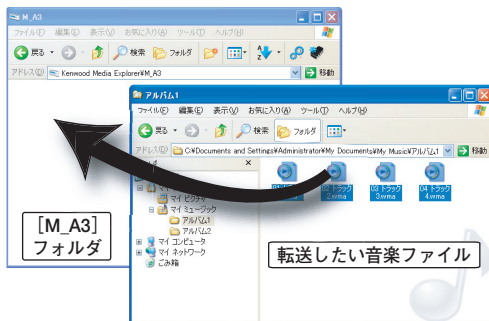 M_A3
ファイル(F) 編集(E) 表示(V) お気に入り(A) ツール(T) ヘルプ(H)
戻る 検索 フォルダ
アドレス(D) Kenwood Media Explorer¥M_A3 移動
アルバム1
ファイル(F) 編集(E) 表示(V) お気に入り(A) ツール(T) ヘルプ(H)
戻る 検索 フォルダ
アドレス(D) C:¥Documents and Settings¥Administrator¥My Documents¥My Music¥アルバム1 移動
マイ ピクチャ
マイ ミュージック
アルバム1
アルバム2
マイ コンピュータ
マイ ネットワーク
ごみ箱
02 トラック
2.wma
03 トラック
3.wma
04 トラック
4.wma
[M_A3]
フォルダ
転送したい音楽ファイル